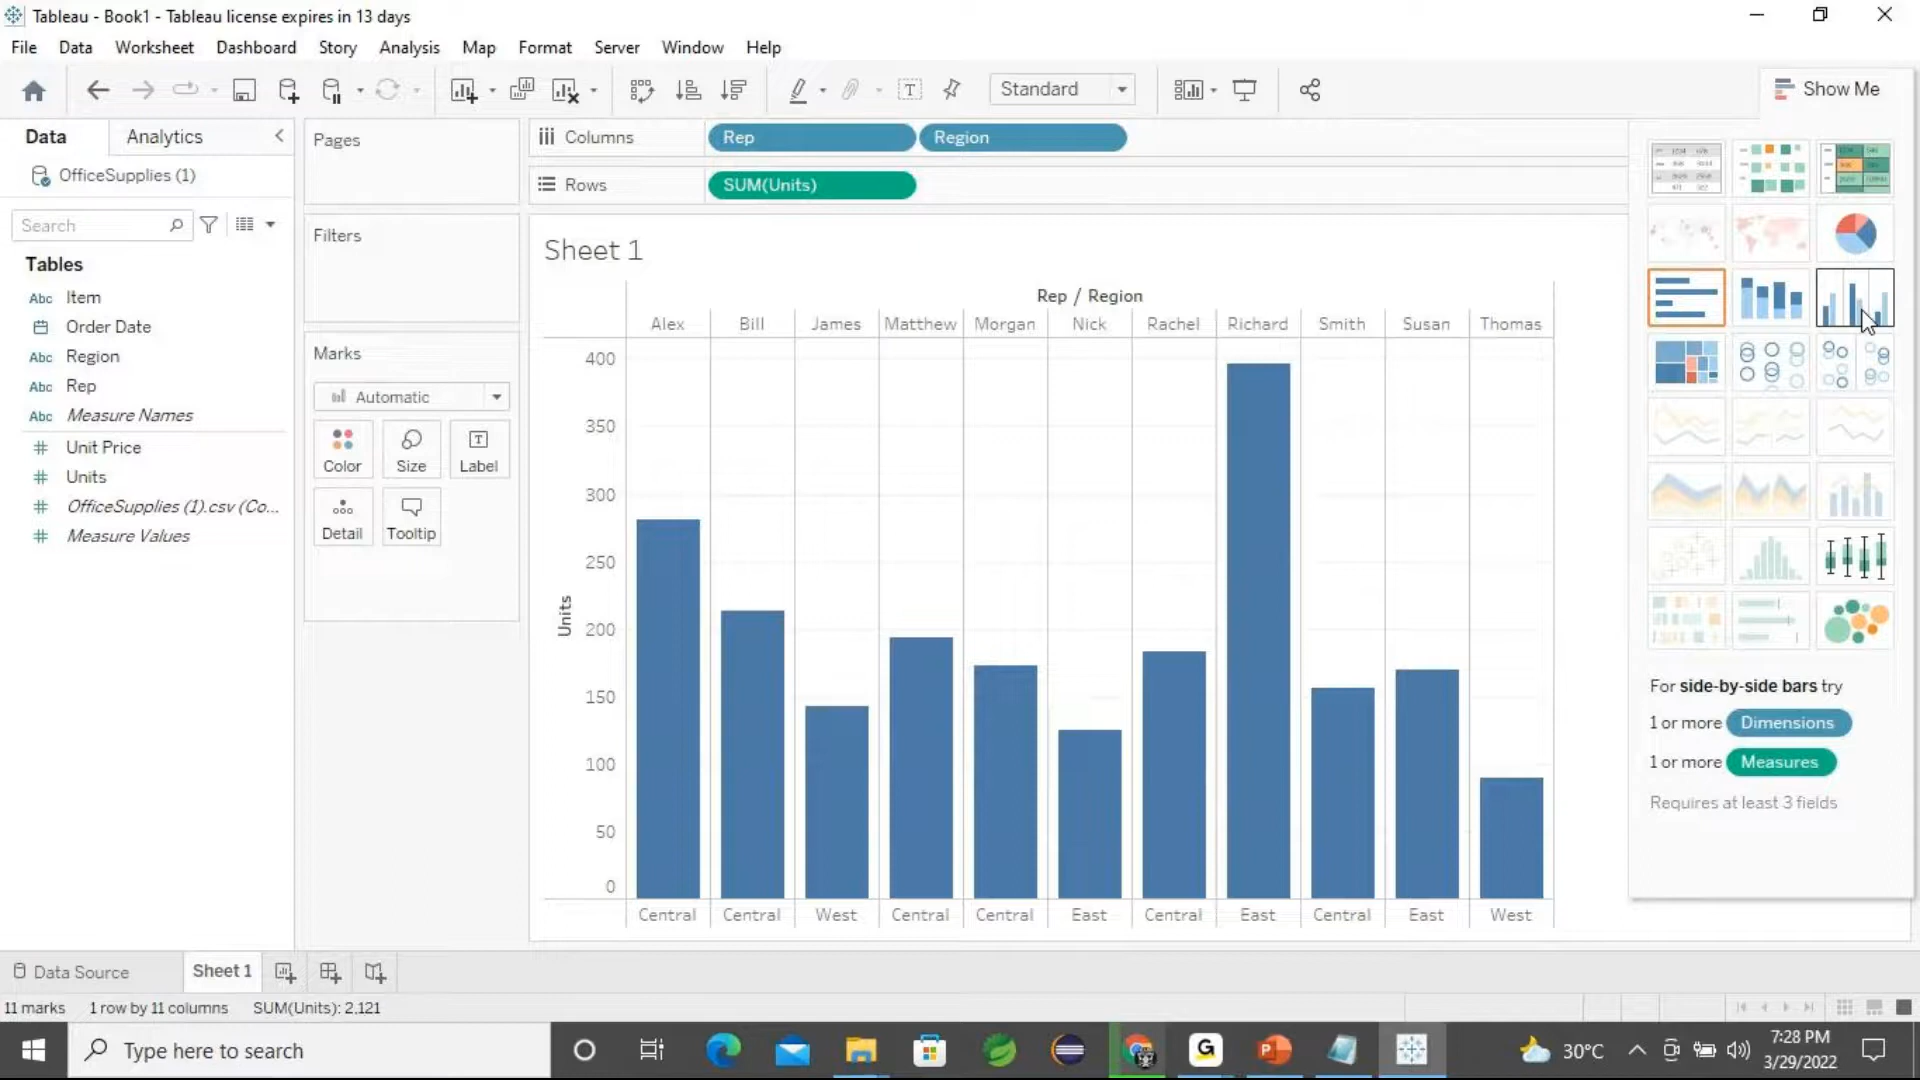 Tableau - Book1 - Tableau license expires in 13 days
File Data Worksheet Dashboard Story Analysis Map Format Server Window Help
Standard
Show Me
Data Analytics
Pages
Columns Rep Region
OfficeSupplies (1)
Rows SUM(Units)
Search
Filters
Sheet 1
Tables
Abc Item
Order Date
Abc Region
Abc Rep
Abc Measure Names
# Unit Price
# Units
# OfficeSupplies (1).csv (Co...
# Measure Values
Marks
Automatic
Color Size Label
Detail Tooltip
Rep / Region
Alex Bill James Matthew Morgan Nick Rachel Richard Smith Susan Thomas
400
350
300
250
200
150
100
50
0
Units
Central Central West Central Central East Central East Central East West
For side-by-side bars try
1 or more Dimensions
1 or more Measures
Requires at least 3 fields
Data Source Sheet 1
11 marks 1 row by 11 columns SUM(Units): 2,121
Type here to search
30°C
7:28 PM
3/29/2022